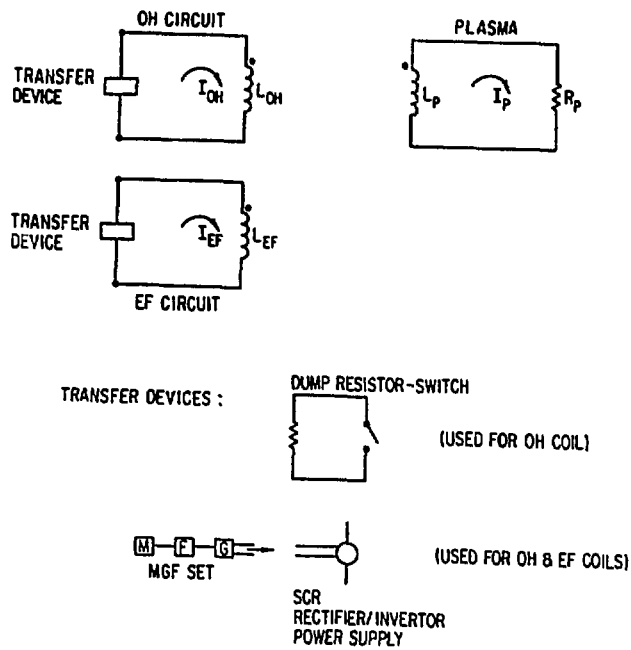 OH CIRCUIT
TRANSFER
DEVICE
I_OH
L_OH
PLASMA
L_P
I_P
R_P
TRANSFER
DEVICE
I_EF
L_EF
EF CIRCUIT
TRANSFER DEVICES :
DUMP RESISTOR-SWITCH
(USED FOR OH COIL)
M
F
G
MGF SET
(USED FOR OH & EF COILS)
SCR
RECTIFIER/INVERTOR
POWER SUPPLY